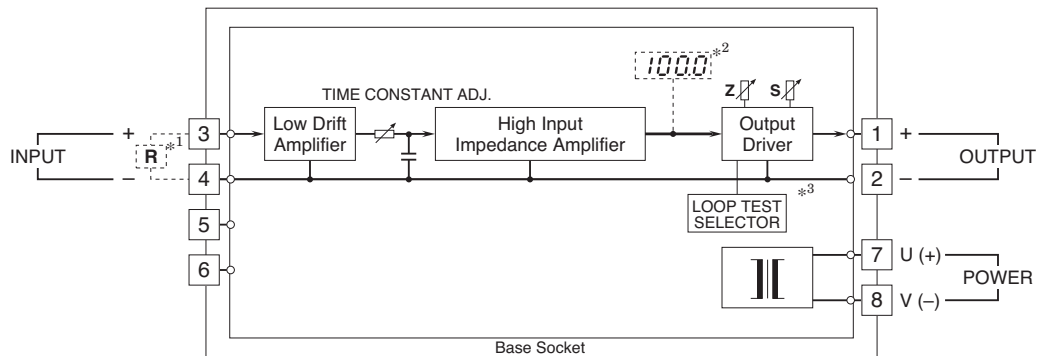 100.0 *2
TIME CONSTANT ADJ.
Z S
INPUT
+
R *1
–
3
4
5
6
Low Drift
Amplifier
High Input
Impedance Amplifier
Output
Driver
LOOP TEST
SELECTOR
*3
1 +
2 –
OUTPUT
7 U (+)
8 V (–)
POWER
Base Socket